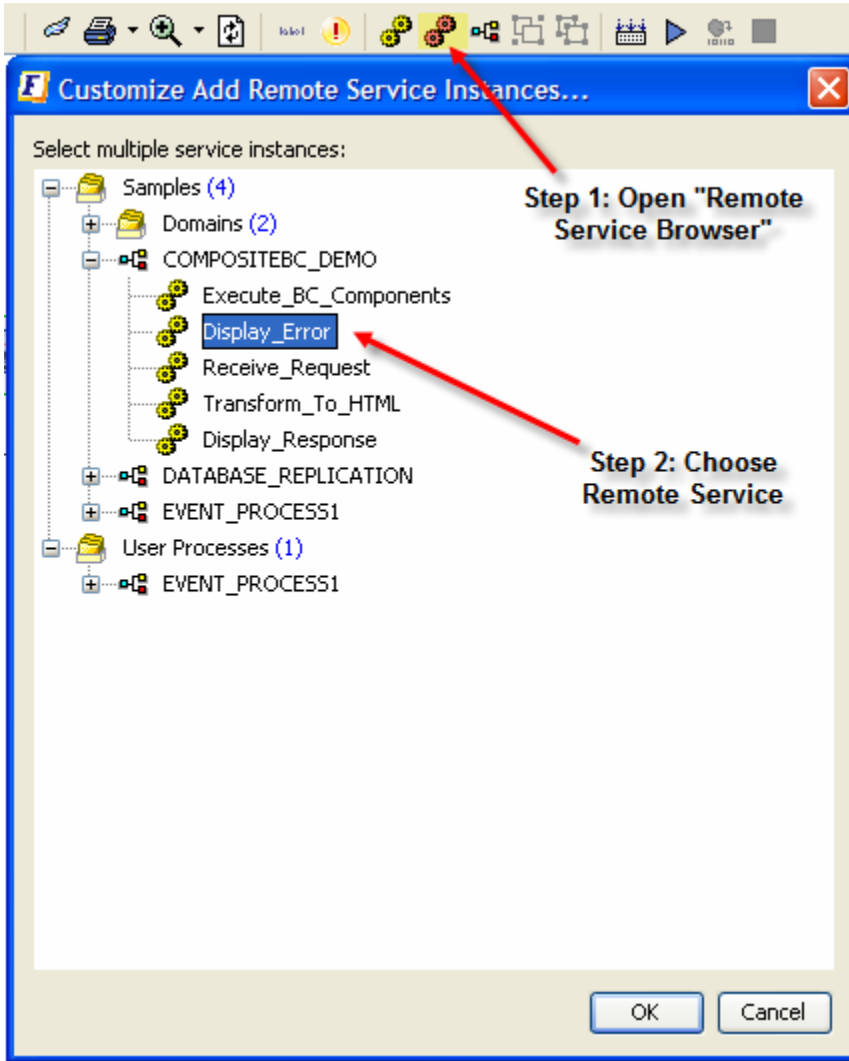 label
Customize Add Remote Service Instances...
Select multiple service instances:
Samples (4)
Step 1: Open "Remote
Service Browser"
Domains (2)
COMPOSITEBC_DEMO
Execute_BC_Components
Display_Error
Receive_Request
Transform_To_HTML
Display_Response
Step 2: Choose
Remote Service
DATABASE_REPLICATION
EVENT_PROCESS1
User Processes (1)
EVENT_PROCESS1
OK
Cancel